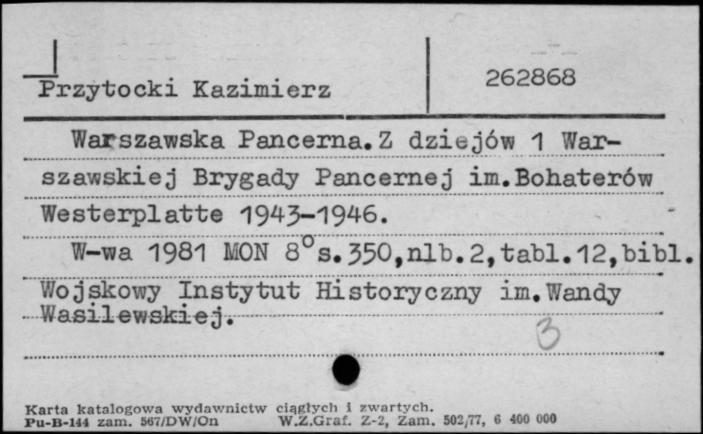 Przytocki Kazimierz 262868
Warszawska Pancerna. Z dziejów 1 War-
szawskiej Brygady Pancernej im. Bohaterów
Westerplatte 1943-1946.
W-wa 1981 MON 8° s. 350, nlb. 2, tabl. 12, bibl.
Wojskowy Instytut Historyczny im. Wandy
Wasilewskiej.
3
Karta katalogowa wydawnictw ciągłych i zwartych.
Pu-B-144 zam. 567/DW/On W.Z.Graf. Z-2, Zam. 502/77, 6 400 000